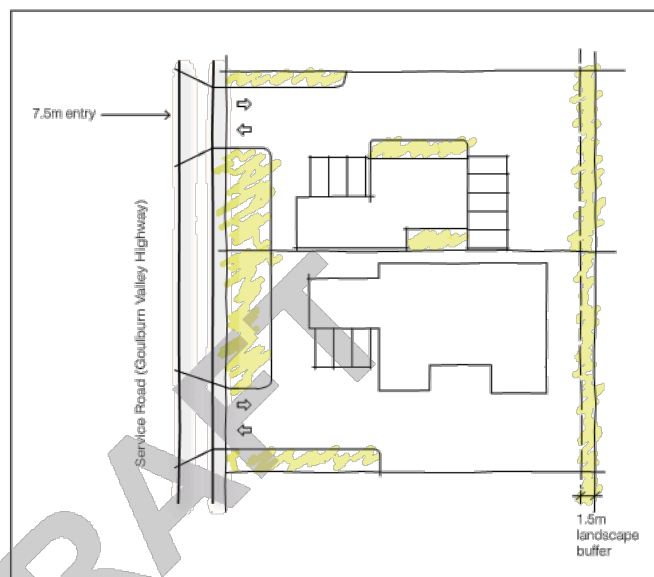 7.5m entry
Service Road (Goulburn Valley Highway)
DRAFT
1.5m
landscape
buffer